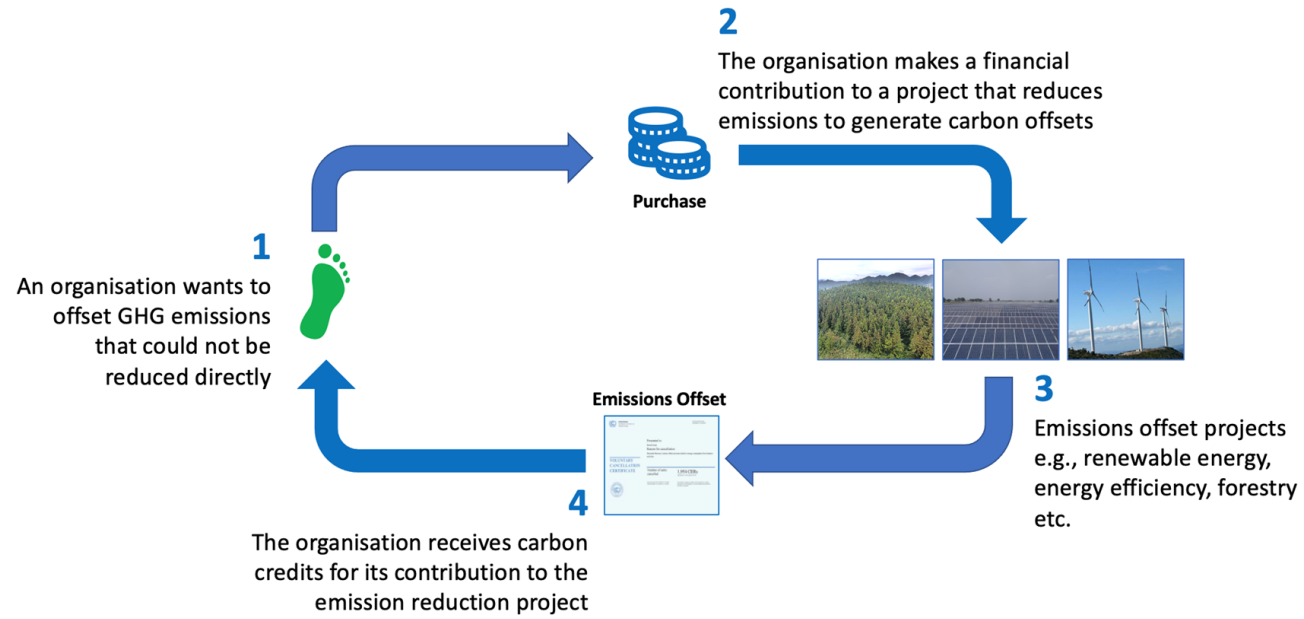 2
The organisation makes a financial
contribution to a project that reduces
emissions to generate carbon offsets
Purchase
1
An organisation wants to
offset GHG emissions
that could not be
reduced directly
3
Emissions offset projects
e.g., renewable energy,
energy efficiency, forestry
etc.
Emissions Offset
VOLUNTARY
CANCELLATION
CERTIFICATE
4
The organisation receives carbon
credits for its contribution to the
emission reduction project